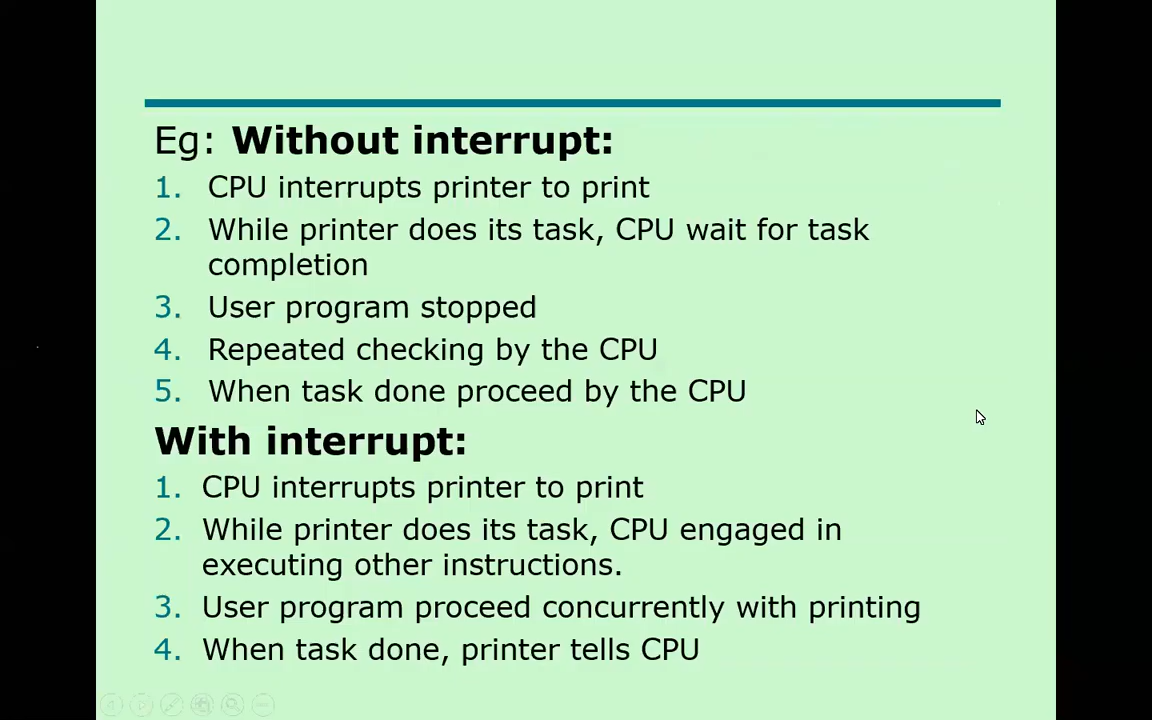 Eg: Without interrupt:
1. CPU interrupts printer to print
2. While printer does its task, CPU wait for task
completion
3. User program stopped
4. Repeated checking by the CPU
5. When task done proceed by the CPU
With interrupt:
1. CPU interrupts printer to print
2. While printer does its task, CPU engaged in
executing other instructions.
3. User program proceed concurrently with printing
4. When task done, printer tells CPU